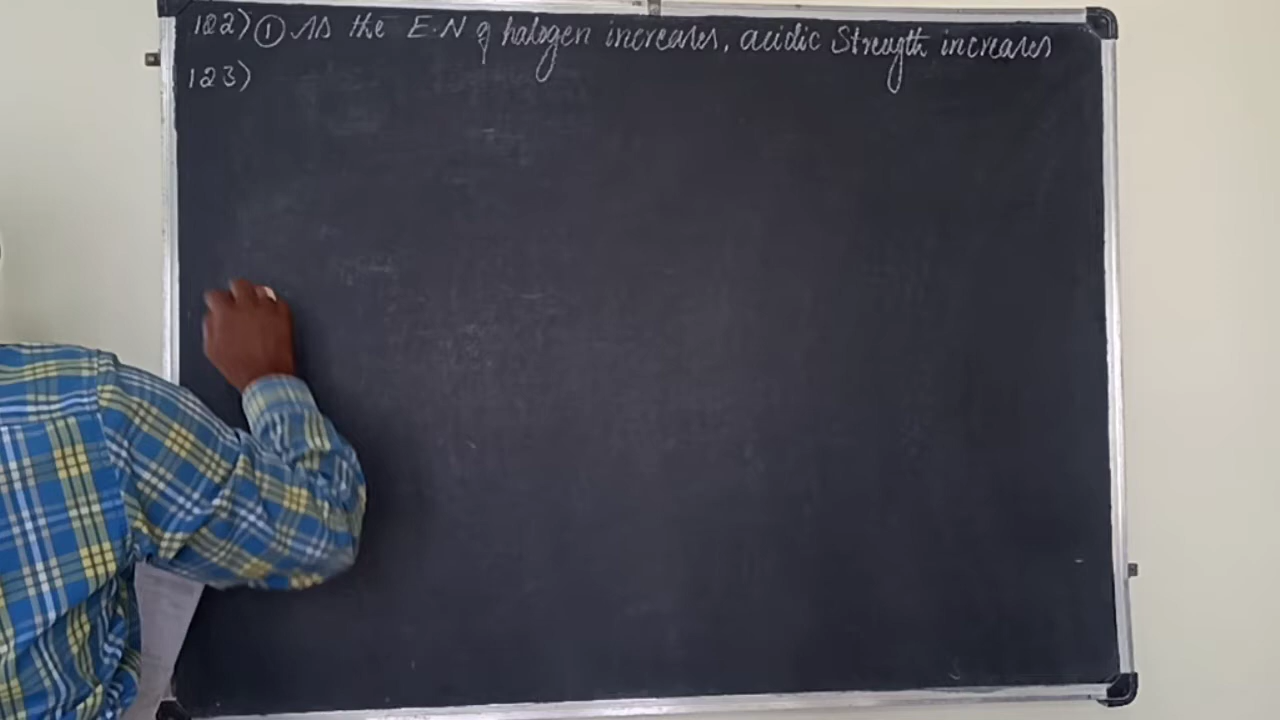 122) ① As the E.N of halogen increases, acidic Strength increases
123)